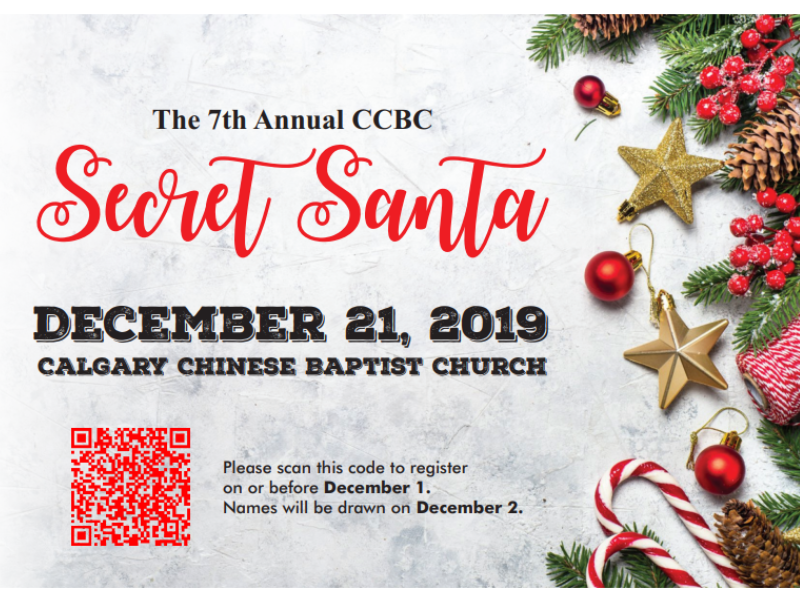 The 7th Annual CCBC
Secret Santa
DECEMBER 21, 2019
CALGARY CHINESE BAPTIST CHURCH
Please scan this code to register
on or before December 1.
Names will be drawn on December 2.